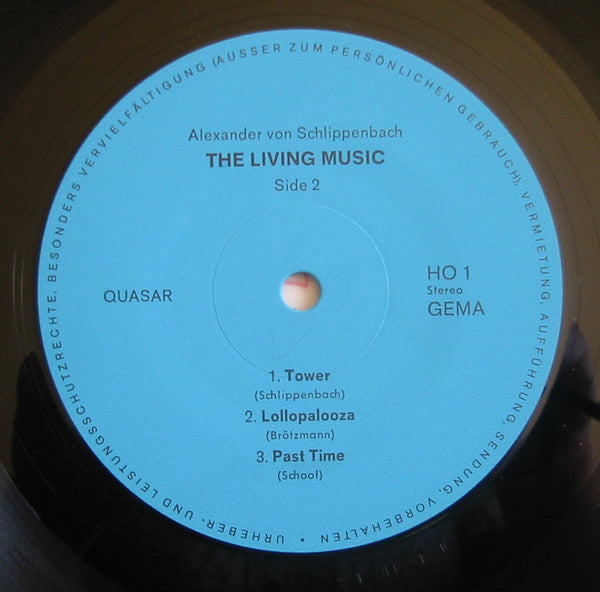 Alexander von Schlippenbach
THE LIVING MUSIC
Side 2
QUASAR
HO 1
Stereo
GEMA
1. Tower
(Schlippenbach)
2. Lollopalooza
(Brötzmann)
3. Past Time
(Schoof)
• URHEBER- UND LEISTUNGSSCHUTZRECHTE, BESONDERS VERVIELFÄLTIGUNG (AUSSER ZUM PERSÖNLICHEN GEBRAUCH), VERMIETUNG, AUFFÜHRUNG, SENDUNG, VORBEHALTEN